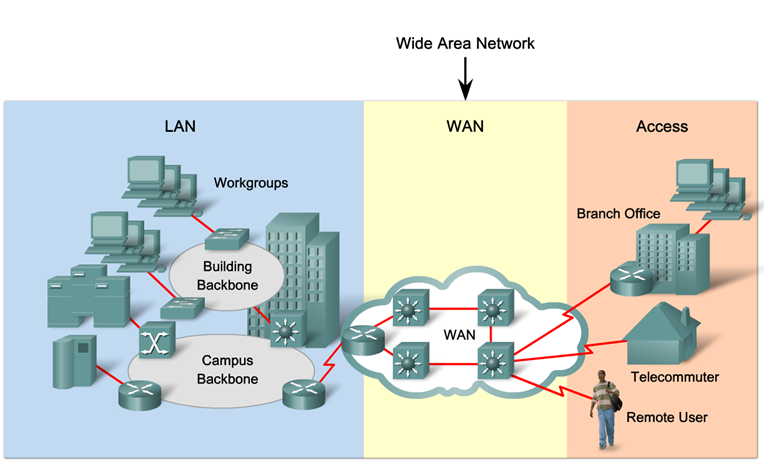 Wide Area Network
LAN
WAN
Access
Workgroups
Branch Office
Building
Backbone
WAN
Campus
Backbone
Telecommuter
Remote User